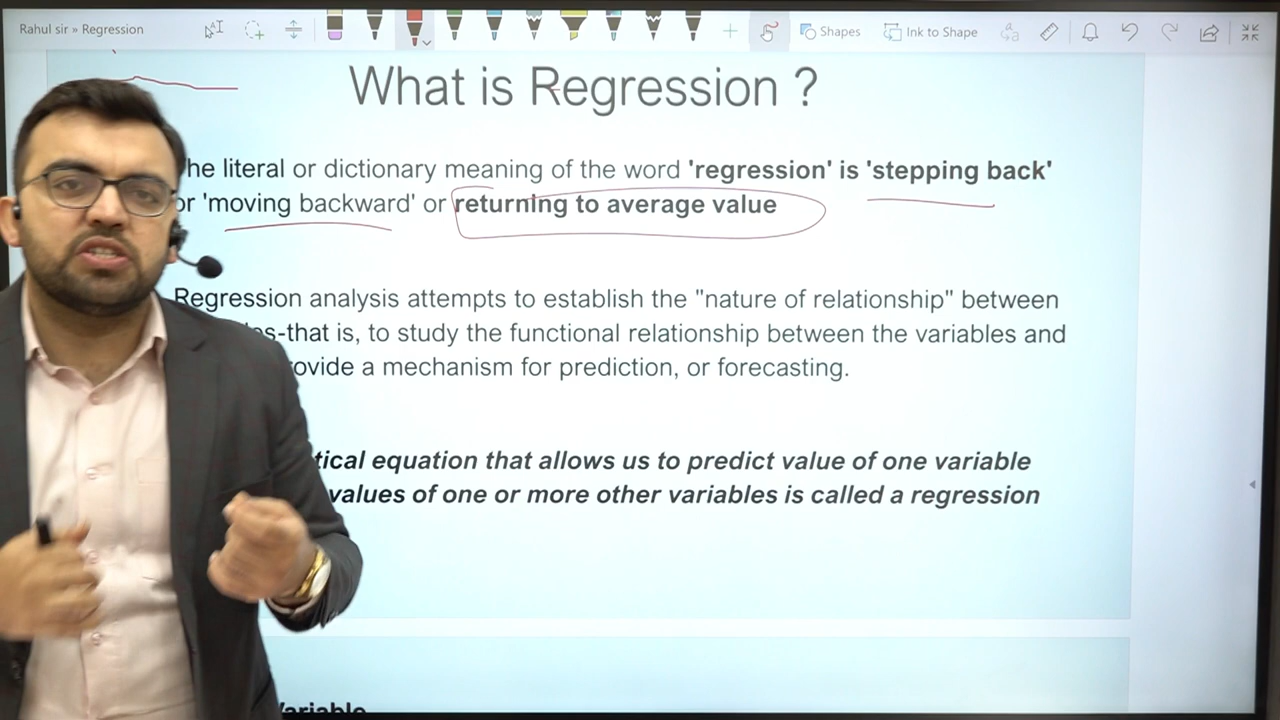 Rahul sir » Regression
Shapes
Ink to Shape
What is Regression ?
he literal or dictionary meaning of the word 'regression' is 'stepping back'
or 'moving backward' or returning to average value
Regression analysis attempts to establish the "nature of relationship" between
s-that is, to study the functional relationship between the variables and
ovide a mechanism for prediction, or forecasting.
tical equation that allows us to predict value of one variable
values of one or more other variables is called a regression
Variable